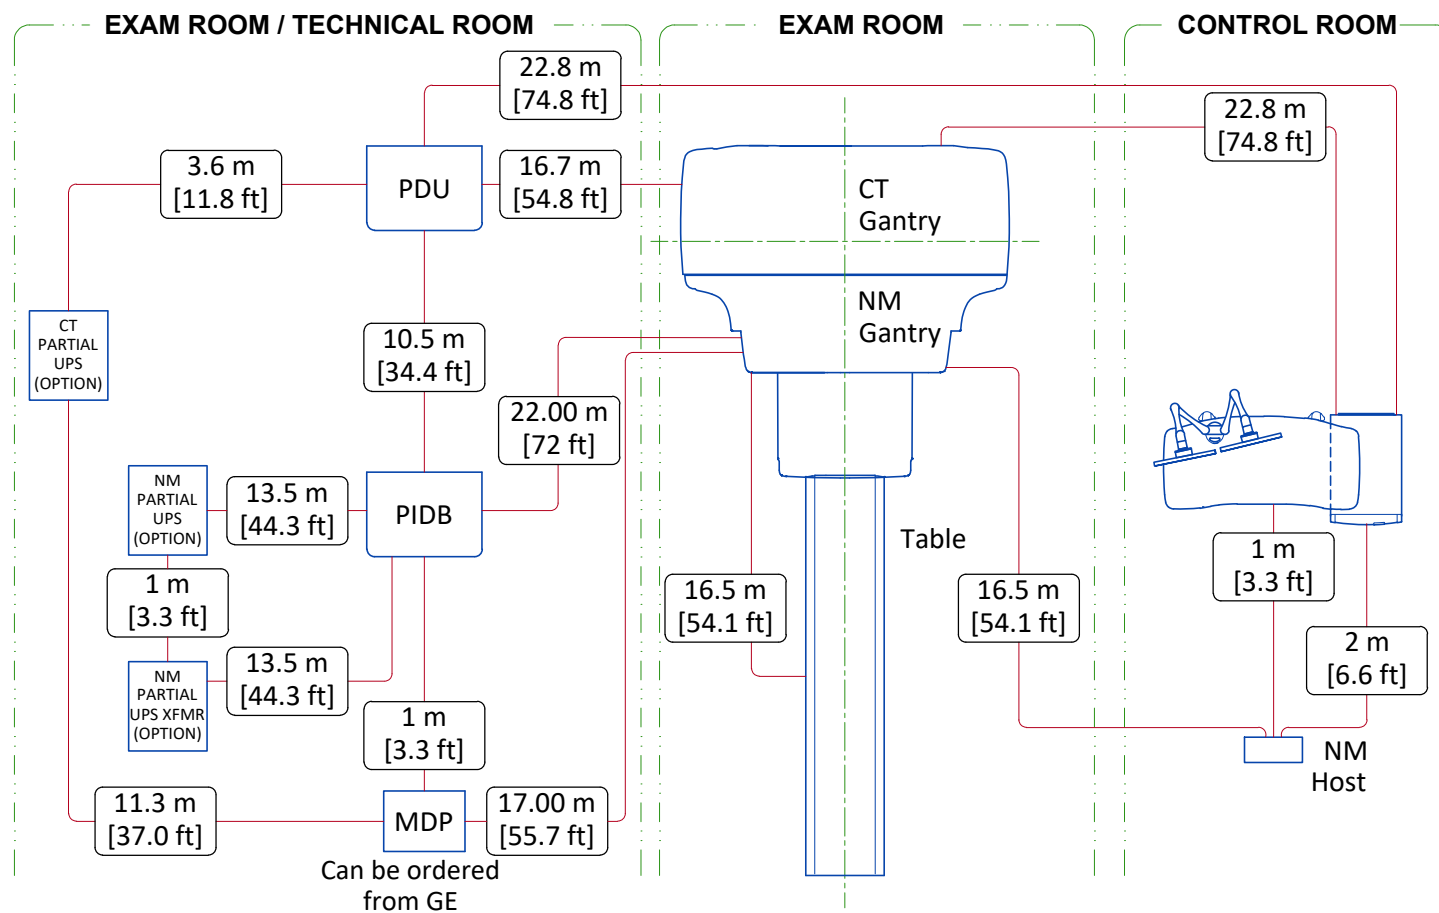 EXAM ROOM / TECHNICAL ROOM
EXAM ROOM
CONTROL ROOM
22.8 m
[74.8 ft]
22.8 m
[74.8 ft]
3.6 m
[11.8 ft]
PDU
16.7 m
[54.8 ft]
CT
Gantry
NM
Gantry
CT
PARTIAL
UPS
(OPTION)
10.5 m
[34.4 ft]
22.00 m
[72 ft]
NM
PARTIAL
UPS
(OPTION)
13.5 m
[44.3 ft]
PIDB
Table
1 m
[3.3 ft]
1 m
[3.3 ft]
16.5 m
[54.1 ft]
16.5 m
[54.1 ft]
NM
PARTIAL
UPS XFMR
(OPTION)
13.5 m
[44.3 ft]
2 m
[6.6 ft]
1 m
[3.3 ft]
NM
Host
11.3 m
[37.0 ft]
MDP
17.00 m
[55.7 ft]
Can be ordered
from GE